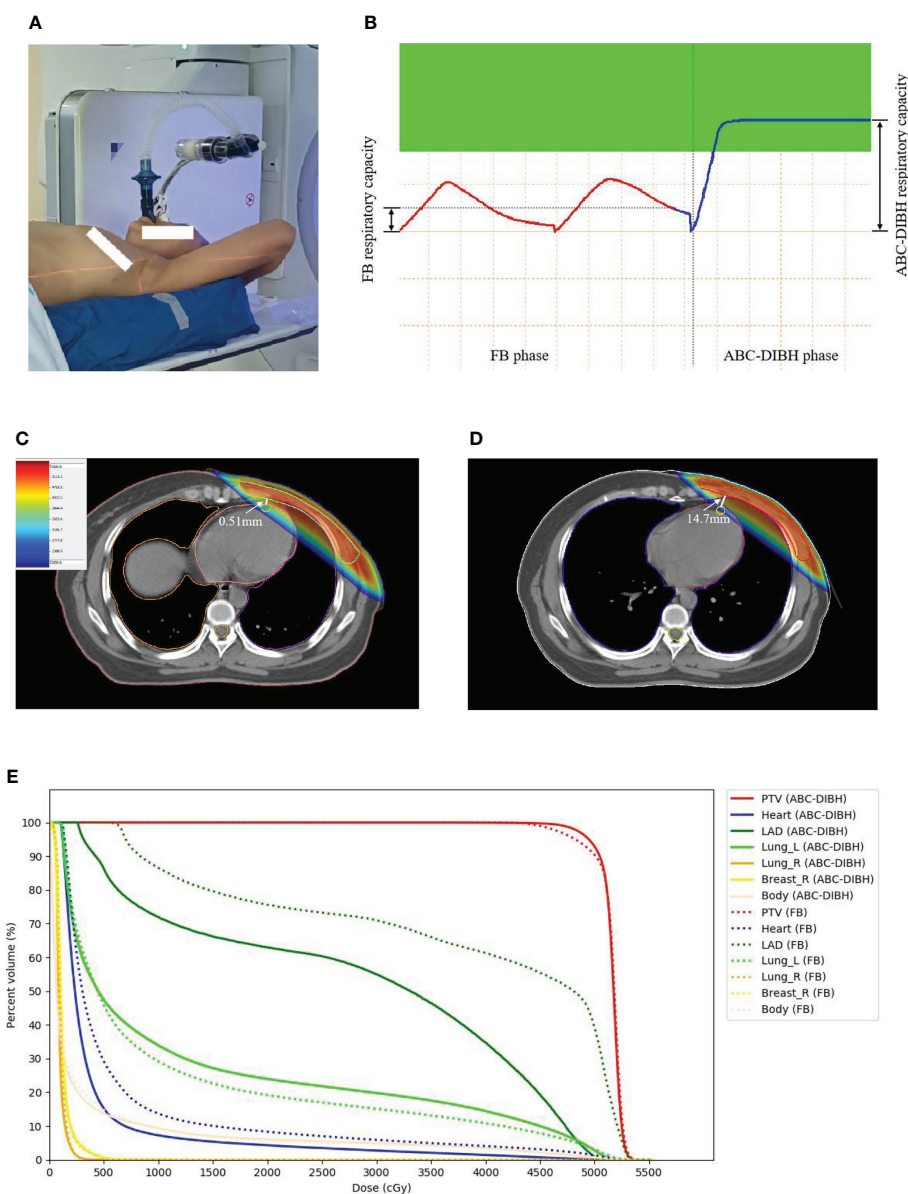 A
B
FB respiratory capacity
ABC-DIBH respiratory capacity
FB phase
ABC-DIBH phase
C
0.51mm
D
14.7mm
E
Percent volume (%)
100
90
80
70
60
50
40
30
20
10
0
0 500 1000 1500 2000 2500 3000 3500 4000 4500 5000 5500
Dose (cGy)
PTV (ABC-DIBH)
Heart (ABC-DIBH)
LAD (ABC-DIBH)
Lung_L (ABC-DIBH)
Lung_R (ABC-DIBH)
Breast_R (ABC-DIBH)
Body (ABC-DIBH)
PTV (FB)
Heart (FB)
LAD (FB)
Lung_L (FB)
Lung_R (FB)
Breast_R (FB)
Body (FB)